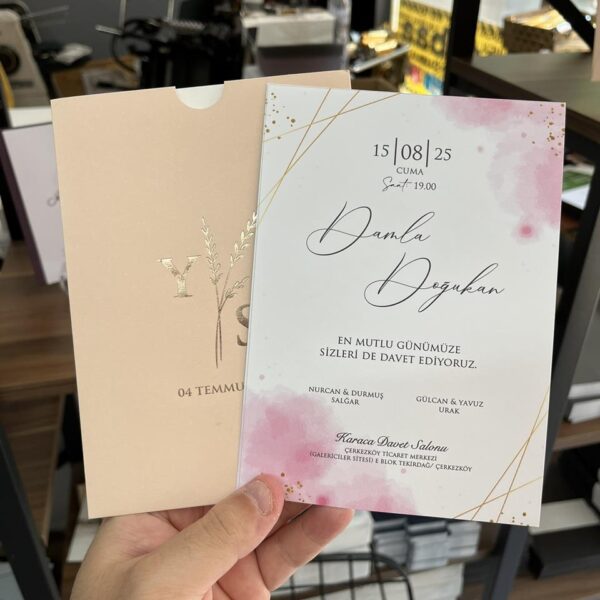 15|08|25
CUMA
Saat: 19.00
Damla
Doğukan
EN MUTLU GÜNÜMÜZE
SİZLERİ DE DAVET EDİYORUZ.
NURCAN & DURMUŞ
SALĞAR
GÜLCAN & YAVUZ
URAK
Karaca Davet Salonu
ÇERKEZKÖY TİCARET MERKEZİ
(GALERİCİLER SİTESİ) E BLOK TEKİRDAĞ/ ÇERKEZKÖY
Y
S
04 TEMMU